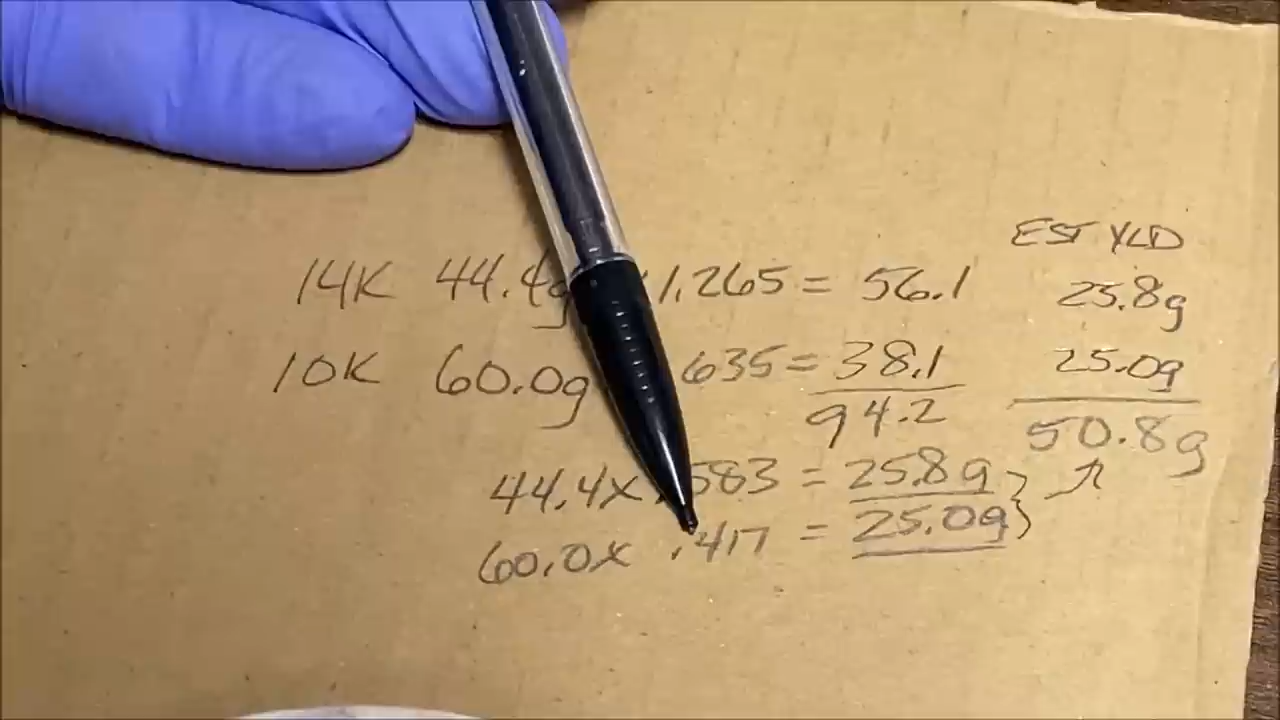 EST YLD
14K 44.4g 1.265 = 56.1 25.8g
10K 60.0g 635 = 38.1 25.0g
94.2 50.8g
44.4x .583 = 25.8g
60.0x .417 = 25.0g